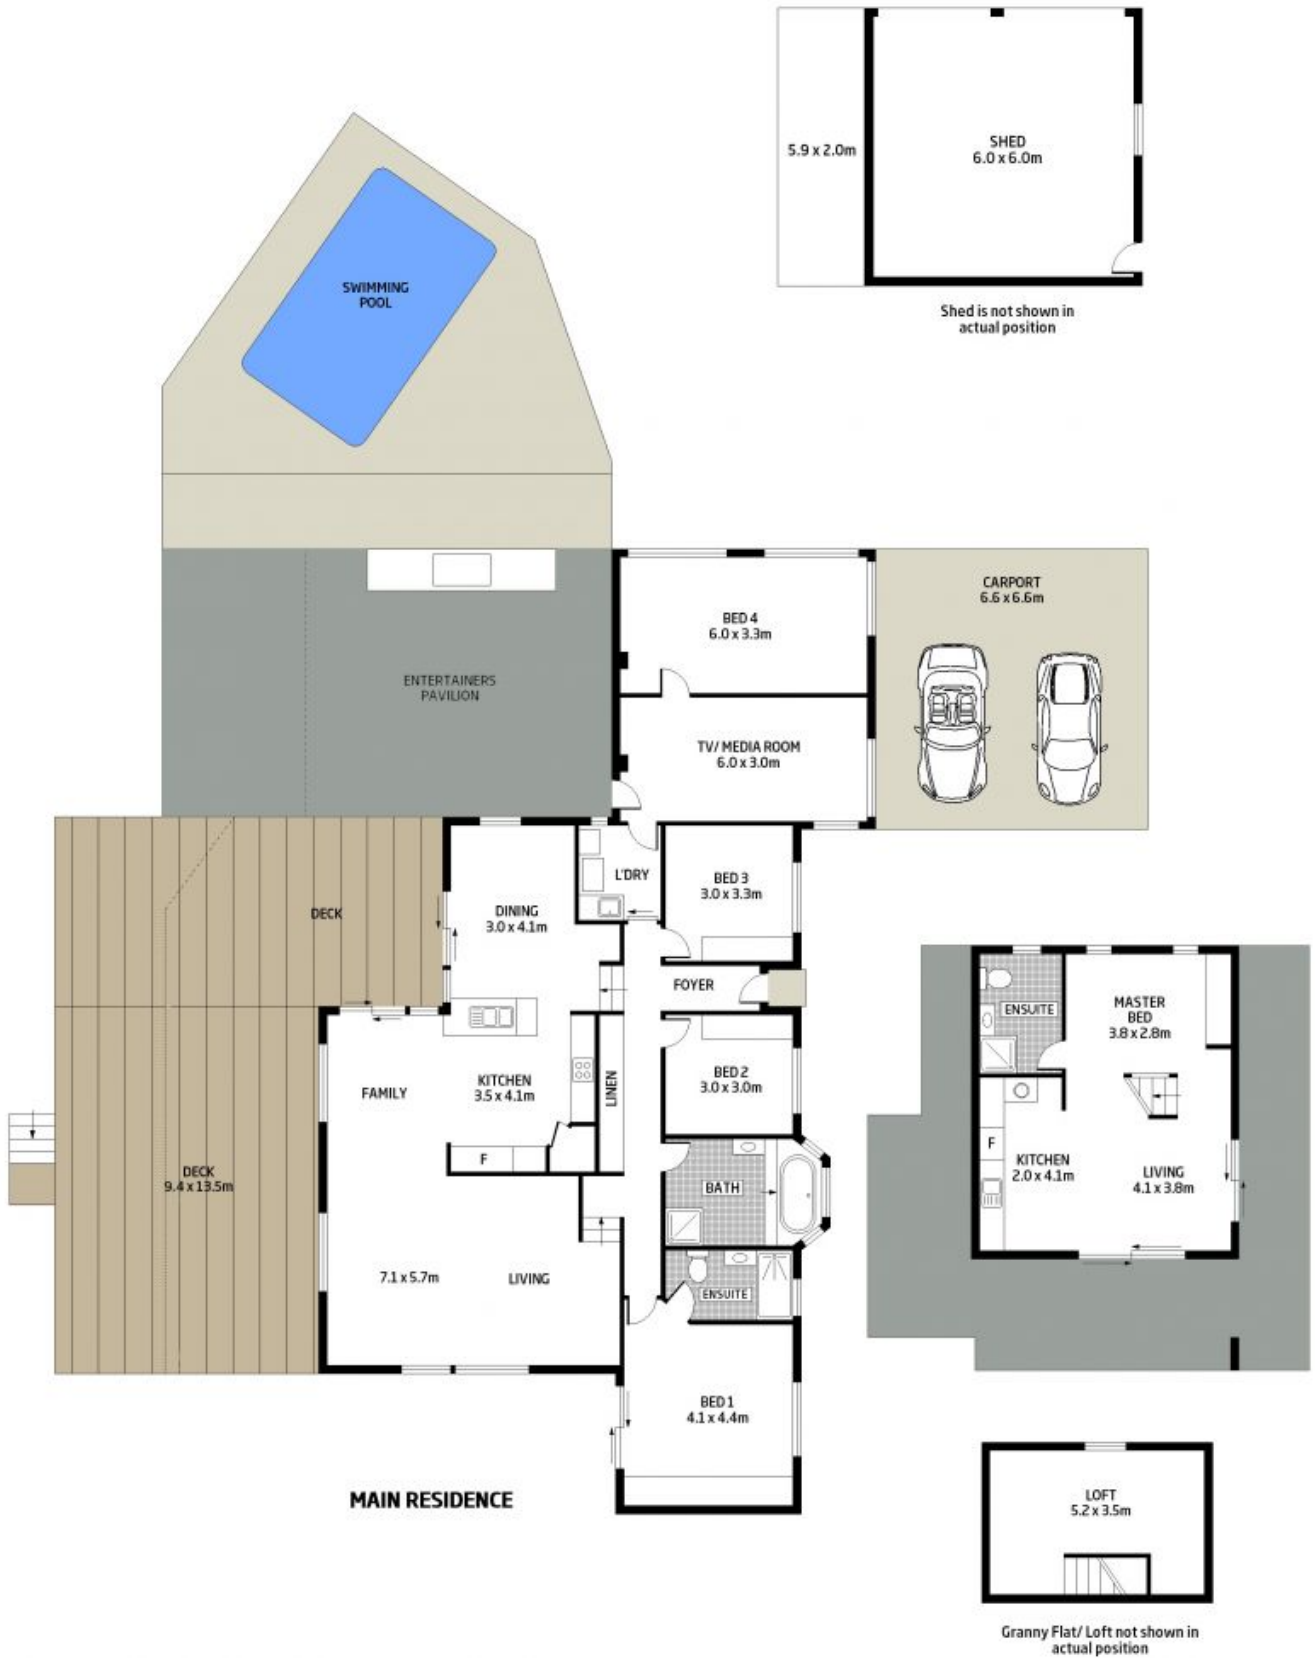 5.9 x 2.0m
SHED
6.0 x 6.0m
Shed is not shown in
actual position
SWIMMING
POOL
CARPORT
6.6 x 6.6m
BED 4
6.0 x 3.3m
ENTERTAINERS
PAVILION
TV/ MEDIA ROOM
6.0 x 3.0m
L'DRY
BED 3
3.0 x 3.3m
DINING
3.0 x 4.1m
DECK
FOYER
BED 2
3.0 x 3.0m
LINEN
KITCHEN
3.5 x 4.1m
FAMILY
F
DECK
9.4 x 13.5m
BATH
7.1 x 5.7m
LIVING
ENSUITE
BED 1
4.1 x 4.4m
MAIN RESIDENCE
ENSUITE
MASTER
BED
3.8 x 2.8m
F
KITCHEN
2.0 x 4.1m
LIVING
4.1 x 3.8m
LOFT
5.2 x 3.5m
Granny Flat/ Loft not shown in
actual position